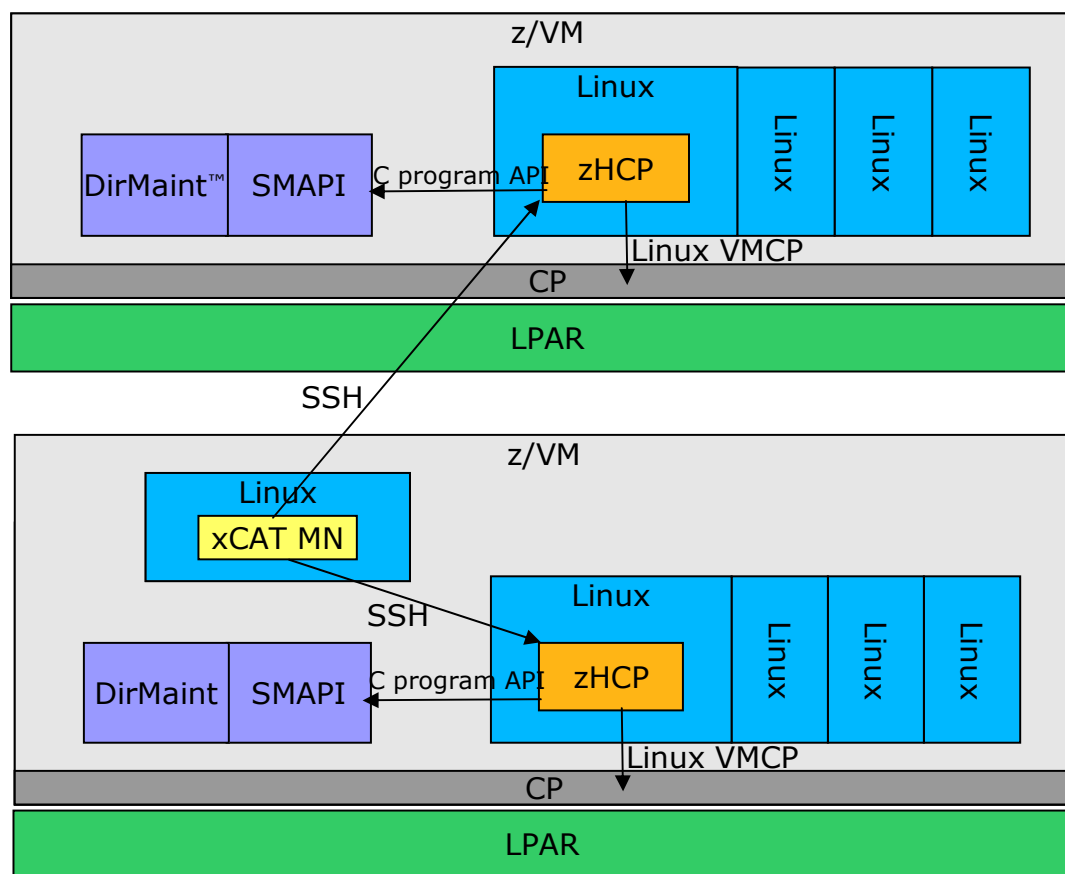 z/VM
Linux
Linux
Linux
Linux
DirMaint™
SMAPI
C program API
zHCP
Linux VMCP
CP
LPAR
SSH
z/VM
Linux
xCAT MN
SSH
Linux
Linux
Linux
Linux
DirMaint
SMAPI
C program API
zHCP
Linux VMCP
CP
LPAR